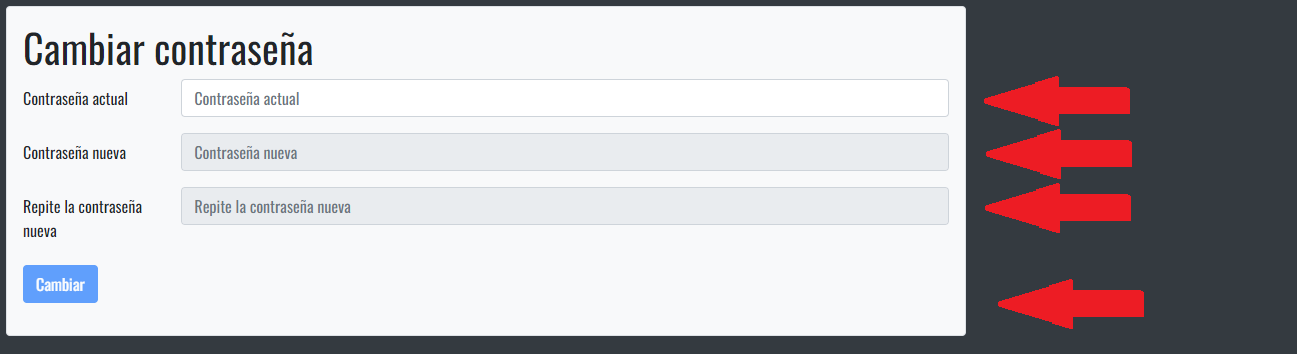 Cambiar contraseña
Contraseña actual Contraseña actual
Contraseña nueva Contraseña nueva
Repite la contraseña Repite la contraseña nueva
nueva
Cambiar